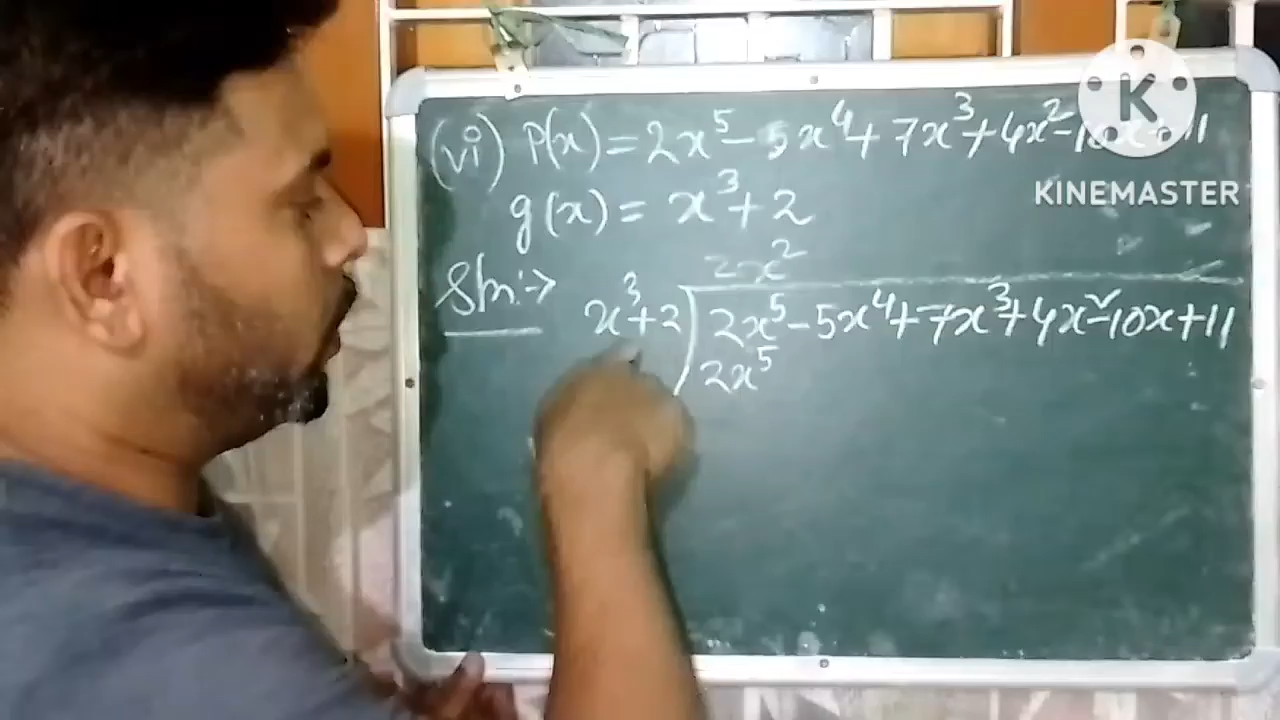 (vi) P(x) = 2x⁵ - 5x⁴ + 7x³ + 4x² - 10x + 11
g(x) = x³ + 2
2x²
Sln:→ x³+2 ) 2x⁵ - 5x⁴ + 7x³ + 4x² - 10x + 11
2x⁵
K
KINEMASTER